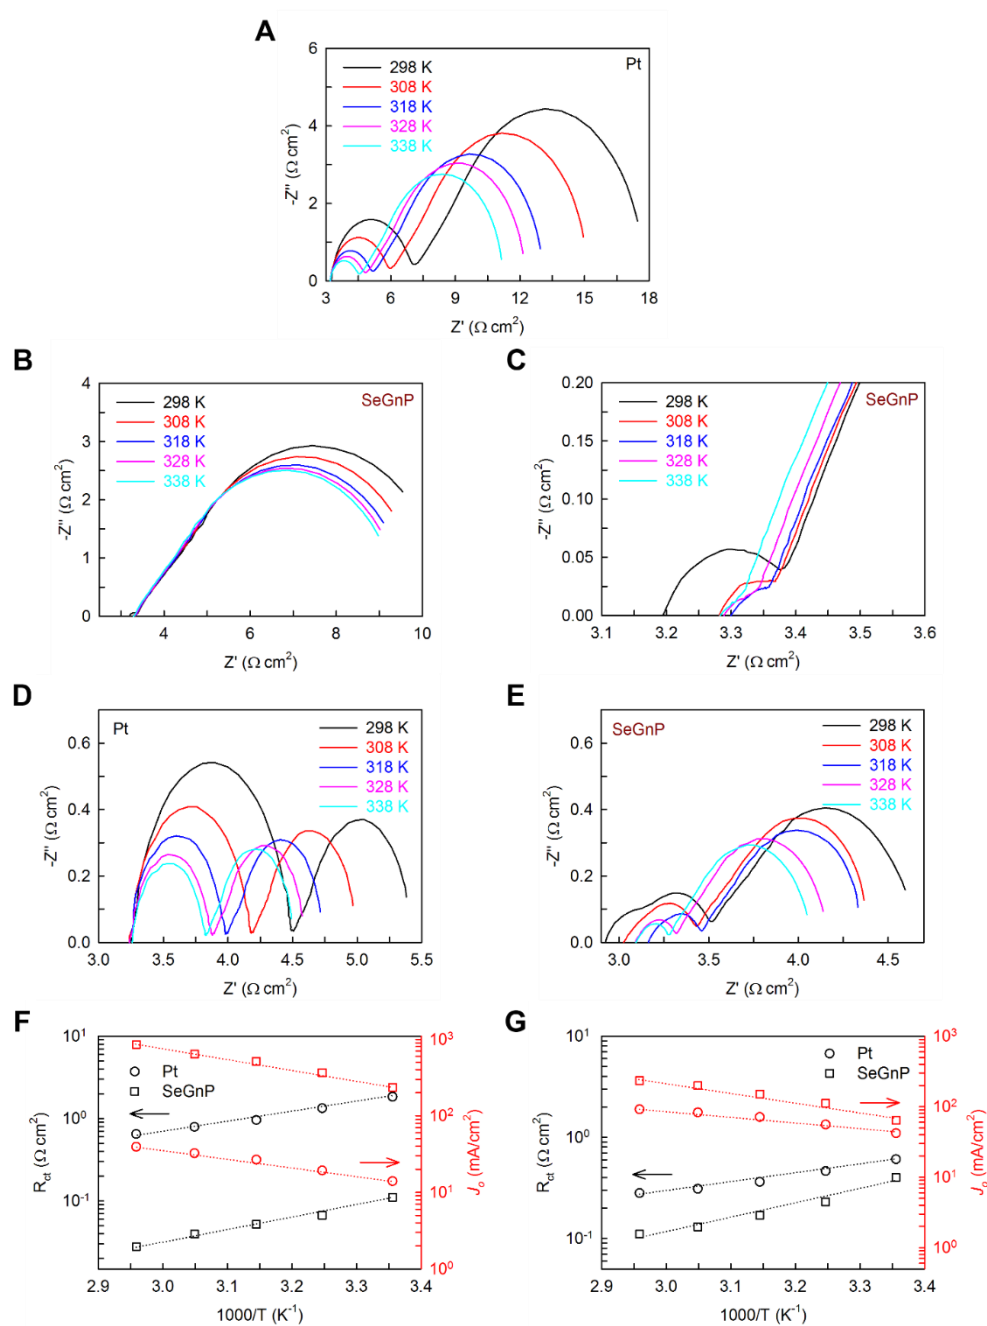 A
6
4
2
0
-Z'' (Ω cm²)
298 K
308 K
318 K
328 K
338 K
Pt
3 6 9 12 15 18
Z' (Ω cm²)
B
4
3
2
1
0
-Z'' (Ω cm²)
298 K
308 K
318 K
328 K
338 K
SeGnP
4 6 8 10
Z' (Ω cm²)
C
0.20
0.15
0.10
0.05
0.00
-Z'' (Ω cm²)
298 K
308 K
318 K
328 K
338 K
SeGnP
3.1 3.2 3.3 3.4 3.5 3.6
Z' (Ω cm²)
D
0.6
0.4
0.2
0.0
-Z'' (Ω cm²)
Pt
298 K
308 K
318 K
328 K
338 K
3.0 3.5 4.0 4.5 5.0 5.5
Z' (Ω cm²)
E
0.6
0.4
0.2
0.0
-Z'' (Ω cm²)
SeGnP
298 K
308 K
318 K
328 K
338 K
3.0 3.5 4.0 4.5
Z' (Ω cm²)
F
10¹
10⁰
10⁻¹
R_ct (Ω cm²)
Pt
SeGnP
10³
10²
10¹
10⁰
J_o (mA/cm²)
2.9 3.0 3.1 3.2 3.3 3.4
1000/T (K⁻¹)
G
10¹
10⁰
10⁻¹
R_ct (Ω cm²)
Pt
SeGnP
10³
10²
10¹
10⁰
J_o (mA/cm²)
2.9 3.0 3.1 3.2 3.3 3.4
1000/T (K⁻¹)